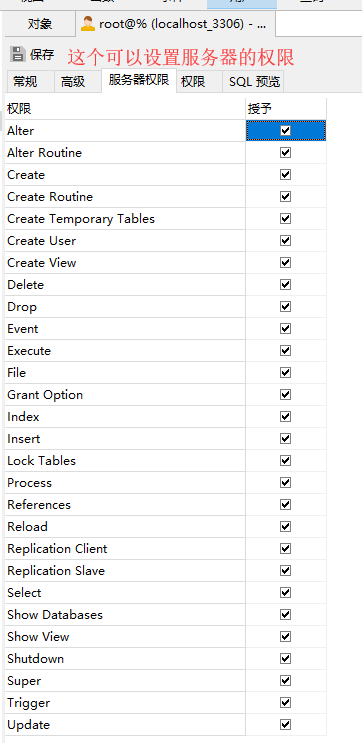 对象
root@% (localhost_3306) - ...
保存
这个可以设置服务器的权限
常规 高级 服务器权限 权限 SQL 预览
权限 授予
Alter
Alter Routine
Create
Create Routine
Create Temporary Tables
Create User
Create View
Delete
Drop
Event
Execute
File
Grant Option
Index
Insert
Lock Tables
Process
References
Reload
Replication Client
Replication Slave
Select
Show Databases
Show View
Shutdown
Super
Trigger
Update